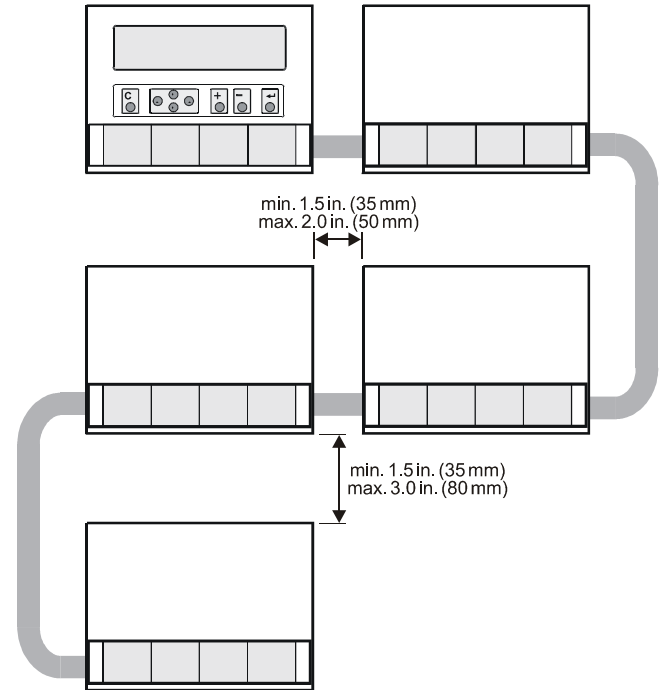 C
+
-
↵
min. 1.5 in. (35 mm)
max. 2.0 in. (50 mm)
min. 1.5 in. (35 mm)
max. 3.0 in. (80 mm)